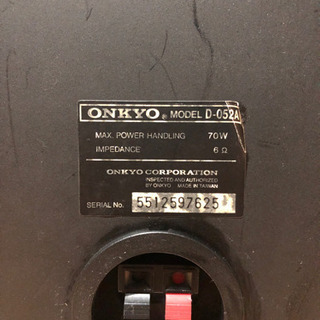 ONKYO® MODEL D-052A
MAX. POWER HANDLING 70W
IMPEDANCE 6 Ω
ONKYO CORPORATION
INSPECTED AND AUTHORIZED
BY ONKYO MADE IN TAIWAN
SERIAL No. 5512597625